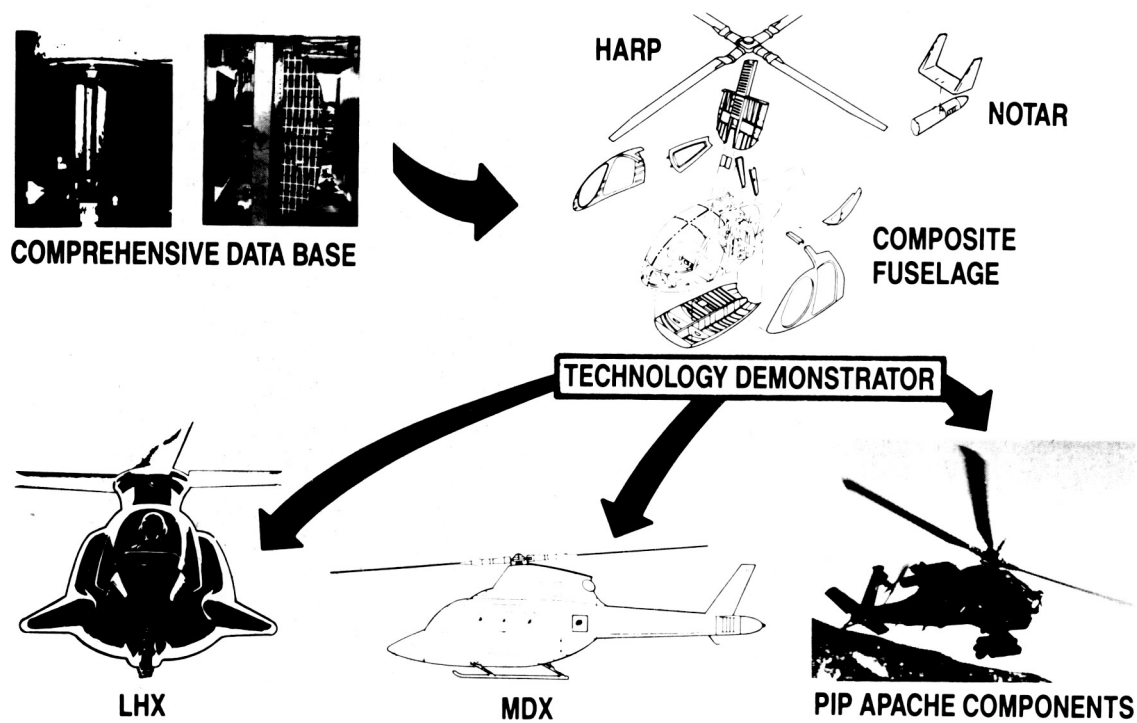 HARP
NOTAR
COMPREHENSIVE DATA BASE
COMPOSITE
FUSELAGE
TECHNOLOGY DEMONSTRATOR
LHX
MDX
PIP APACHE COMPONENTS